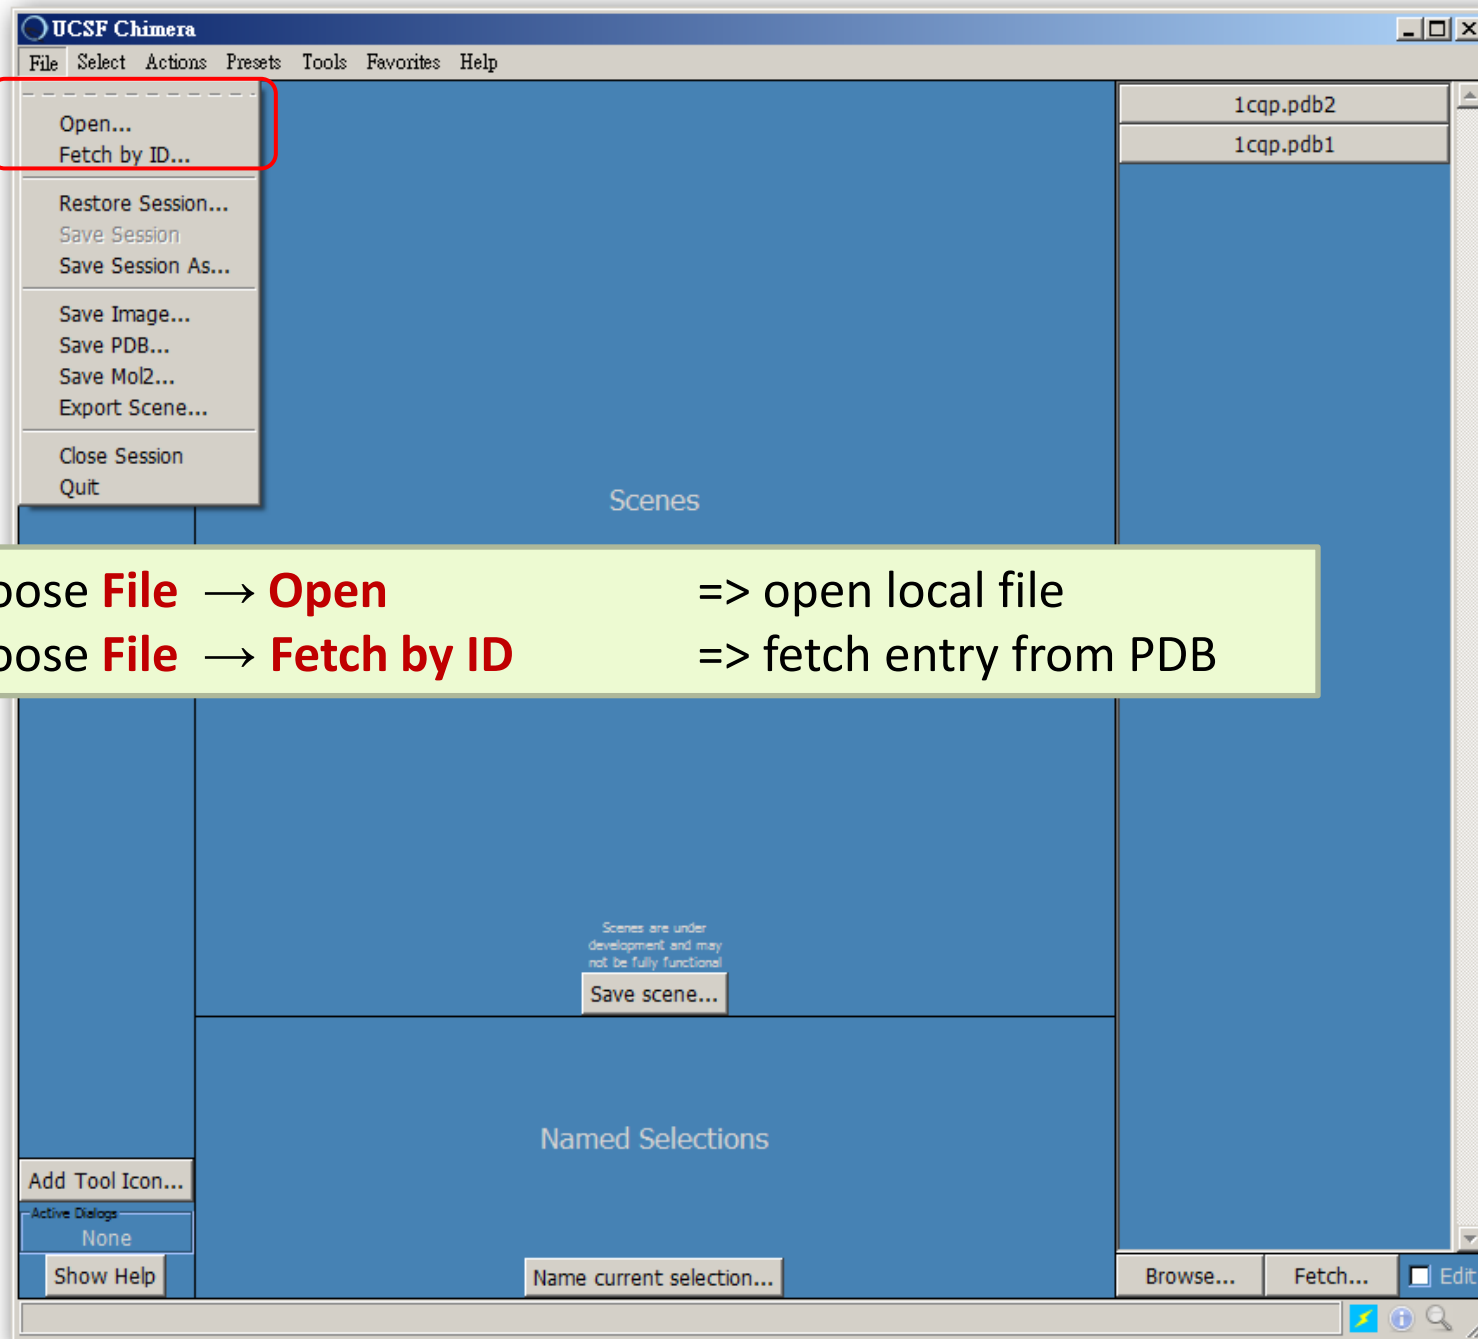 UCSF Chimera
File Select Actions Presets Tools Favorites Help
Open...
Fetch by ID...
Restore Session...
Save Session
Save Session As...
Save Image...
Save PDB...
Save Mol2...
Export Scene...
Close Session
Quit
1cqp.pdb2
1cqp.pdb1
Scenes
oose File → Open => open local file
oose File → Fetch by ID => fetch entry from PDB
Scenes are under
development and may
not be fully functional
Save scene...
Named Selections
Name current selection...
Add Tool Icon...
Active Dialogs
None
Show Help
Browse... Fetch... Edit